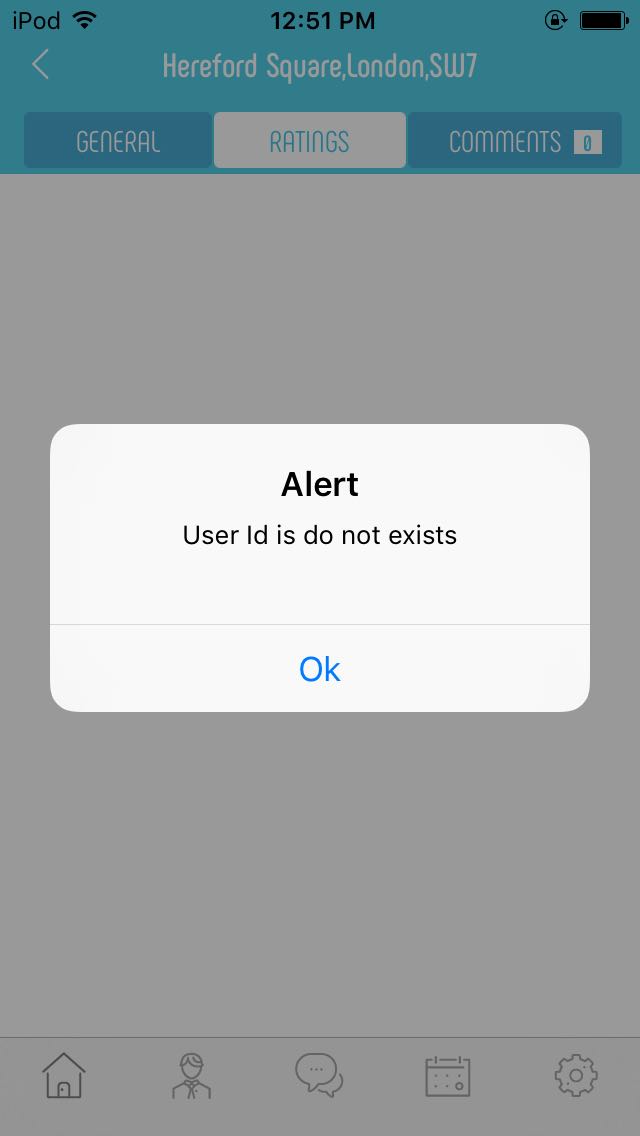 iPod 12:51 PM
Hereford Square,London,SW7
GENERAL RATINGS COMMENTS 0
Alert
User Id is do not exists
Ok